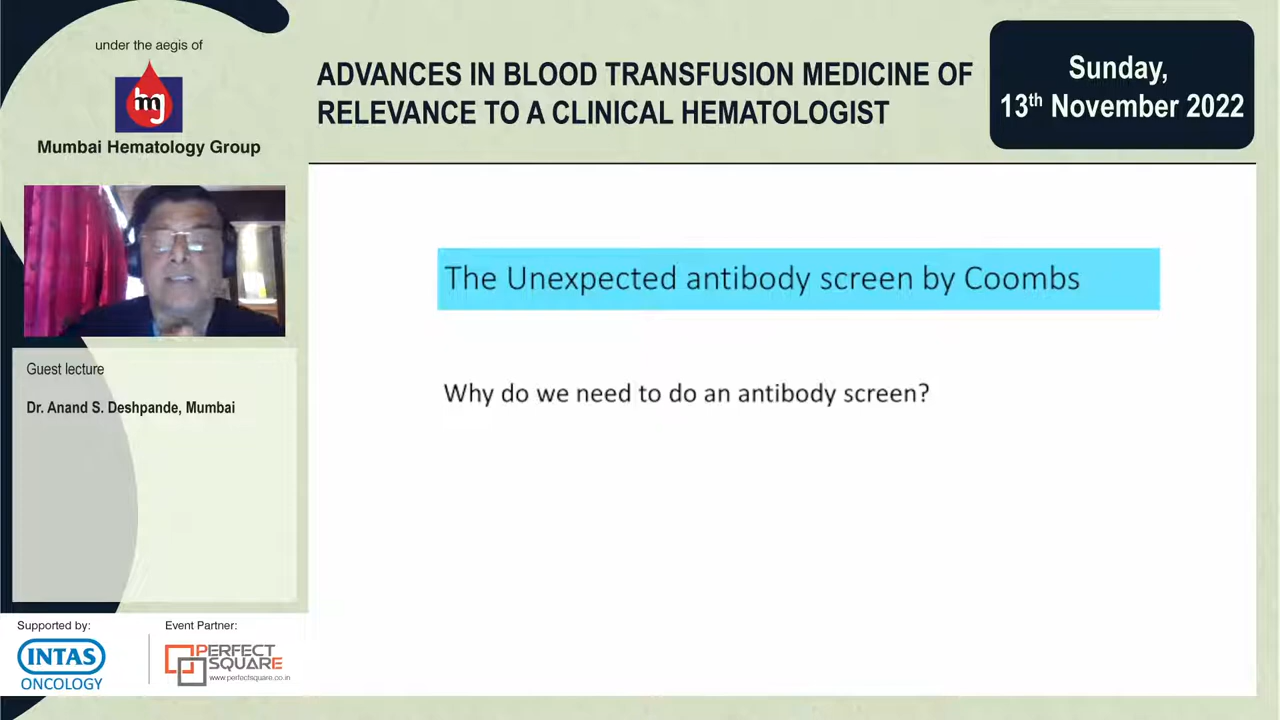 under the aegis of
mg
Mumbai Hematology Group
ADVANCES IN BLOOD TRANSFUSION MEDICINE OF
RELEVANCE TO A CLINICAL HEMATOLOGIST
Sunday,
13th November 2022
Guest lecture
Dr. Anand S. Deshpande, Mumbai
The Unexpected antibody screen by Coombs
Why do we need to do an antibody screen?
Supported by:
INTAS
ONCOLOGY
Event Partner:
PERFECT
SQUARE
www.perfectsquare.co.in